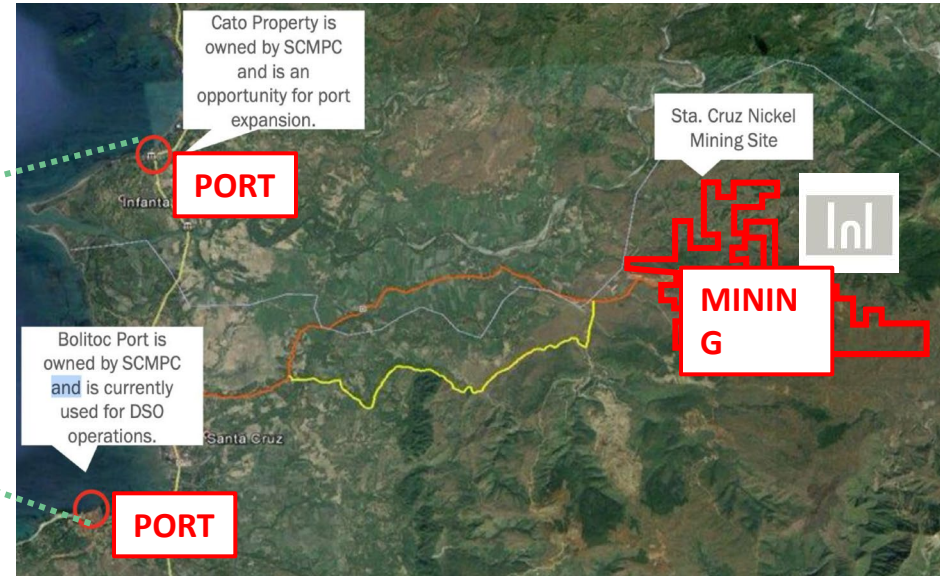 Cato Property is
owned by SCMPC
and is an
opportunity for port
expansion.
PORT
Infanta
Sta. Cruz Nickel
Mining Site
lnl
MININ
G
Bolitoc Port is
owned by SCMPC
and is currently
used for DSO
operations.
Santa Cruz
PORT